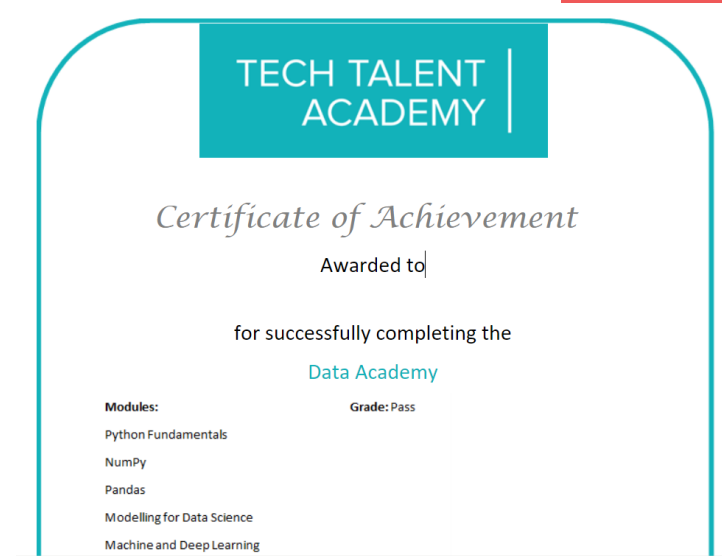 TECH TALENT
ACADEMY
Certificate of Achievement
Awarded to
for successfully completing the
Data Academy
Modules: Grade: Pass
Python Fundamentals
NumPy
Pandas
Modelling for Data Science
Machine and Deep Learning